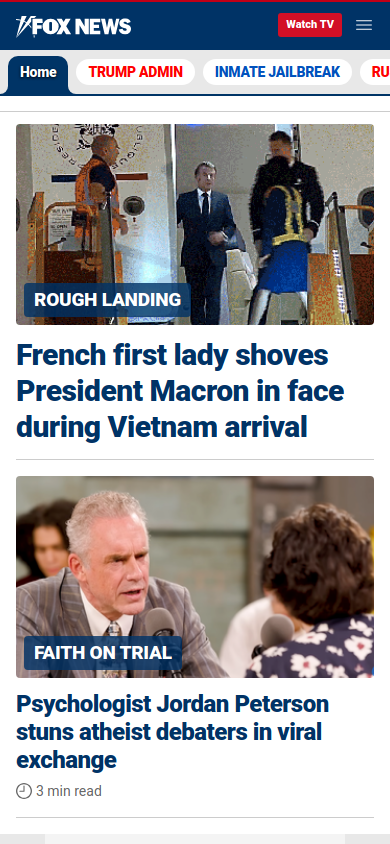 FOX NEWS
Watch TV
Home
TRUMP ADMIN
INMATE JAILBREAK
RU
ROUGH LANDING
French first lady shoves
President Macron in face
during Vietnam arrival
FAITH ON TRIAL
Psychologist Jordan Peterson
stuns atheist debaters in viral
exchange
3 min read